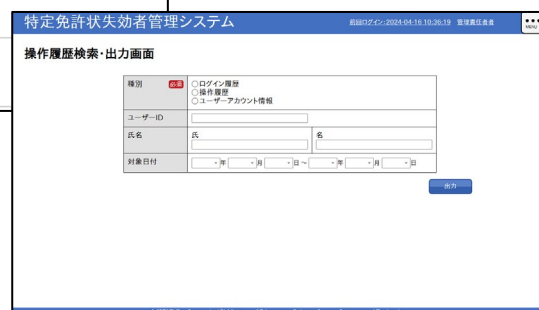 特定免許状失効者管理システム
前回ログイン:2024-04-16 10:36:19 管理責任者
MENU
操作履歴検索・出力画面
種別 必須 ○ログイン履歴
○操作履歴
○ユーザーアカウント情報
ユーザーID
氏名 氏 名
対象日付 年 月 日 ~ 年 月 日
出力